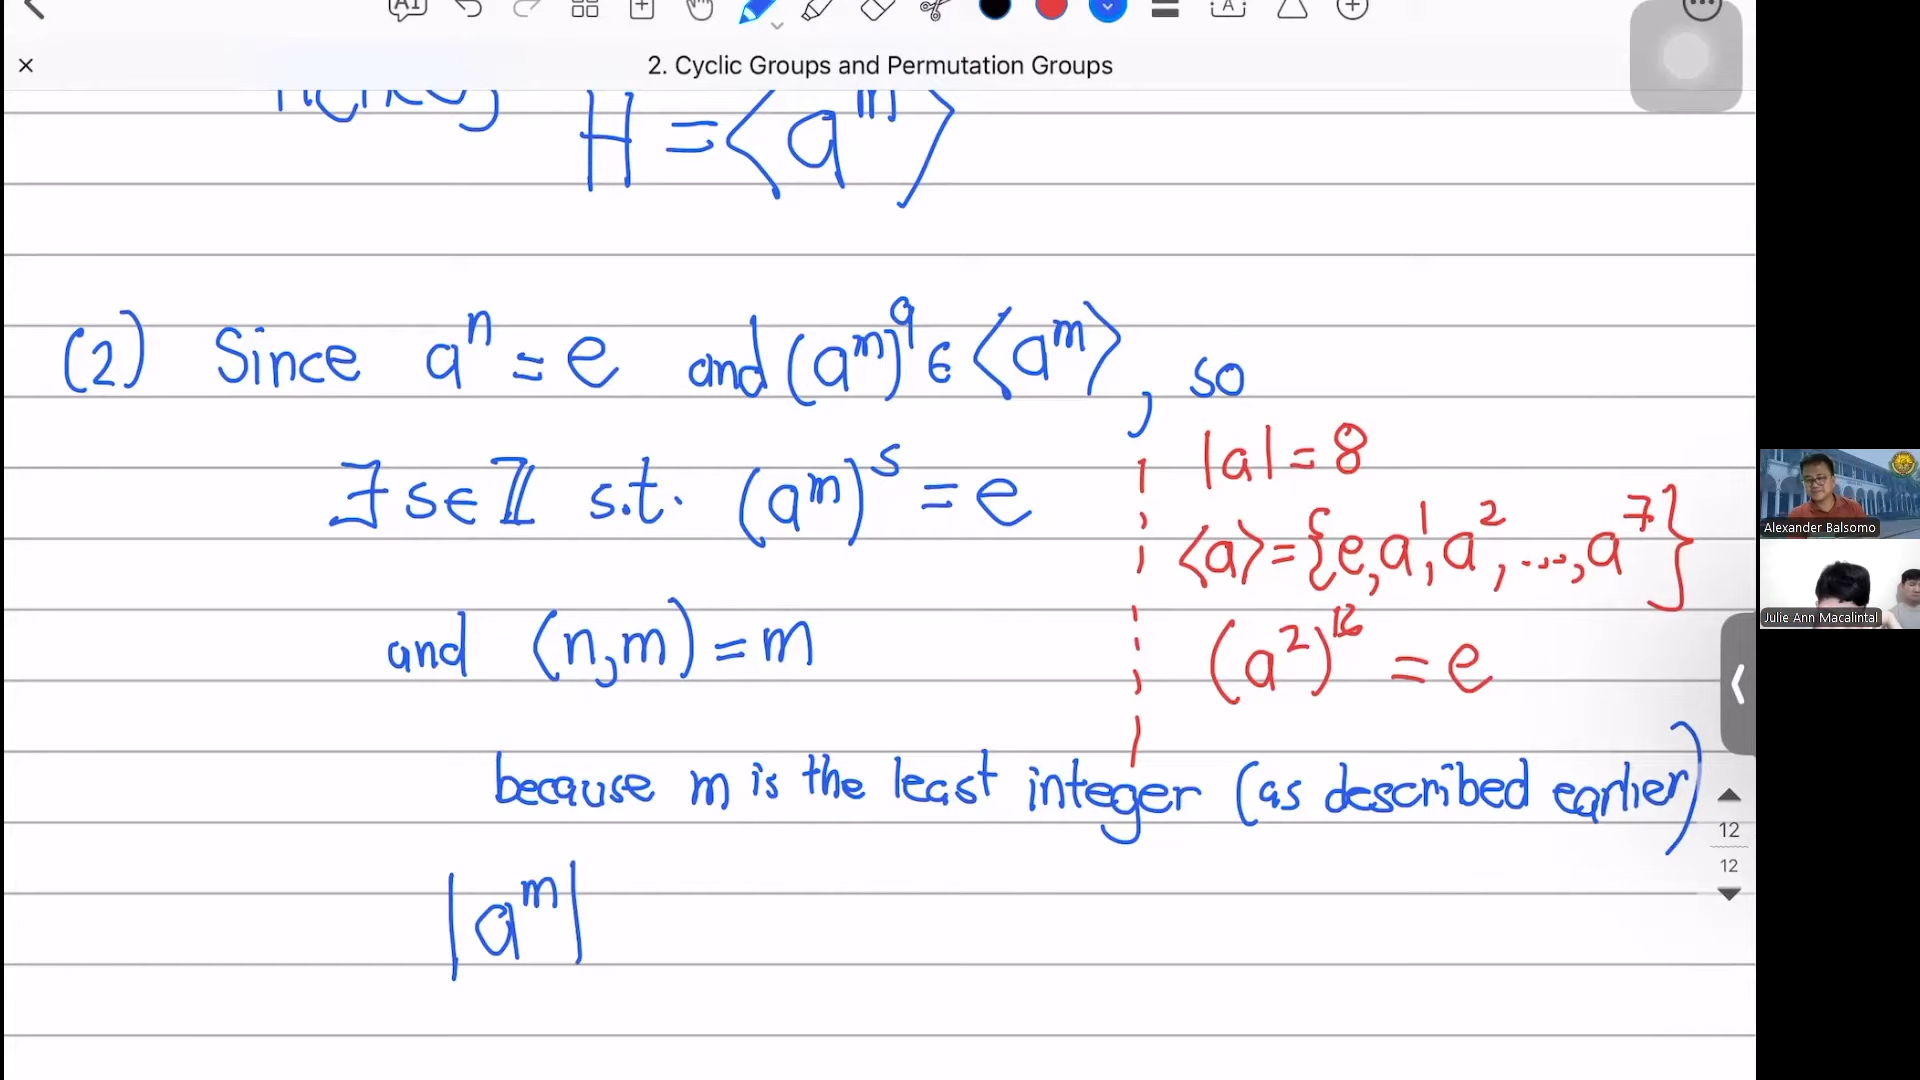 AI
A
2. Cyclic Groups and Permutation Groups
H = ⟨a^m⟩
(2) Since a^n = e and (a^m)^q ∈ ⟨a^m⟩, so
∃ s ∈ ℤ s.t. (a^m)^s = e
|a| = 8
⟨a⟩ = {e, a^1, a^2, ..., a^7}
and (n,m) = m
(a^2) = e
because m is the least integer (as described earlier)
|a^m|
12
12
Alexander Balsomo
Julie Ann Macalintal